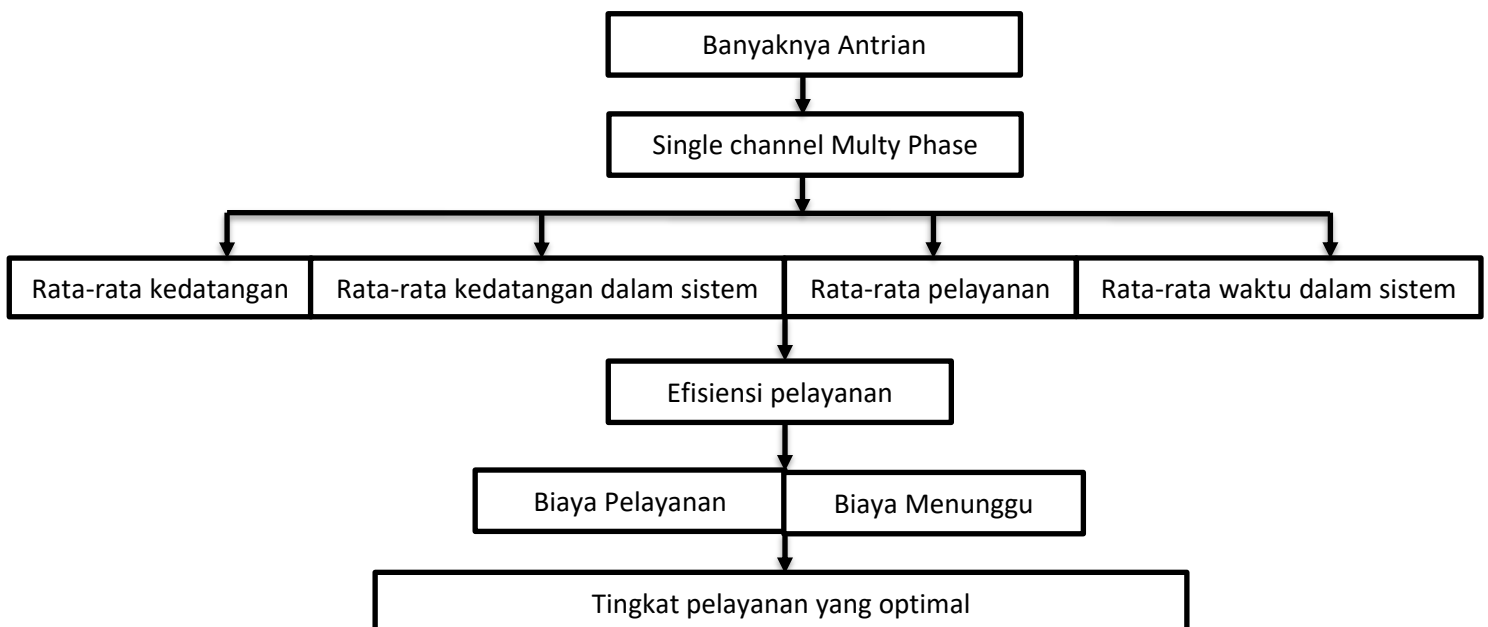 Banyaknya Antrian
Single channel Multy Phase
Rata-rata kedatangan
Rata-rata kedatangan dalam sistem
Rata-rata pelayanan
Rata-rata waktu dalam sistem
Efisiensi pelayanan
Biaya Pelayanan
Biaya Menunggu
Tingkat pelayanan yang optimal